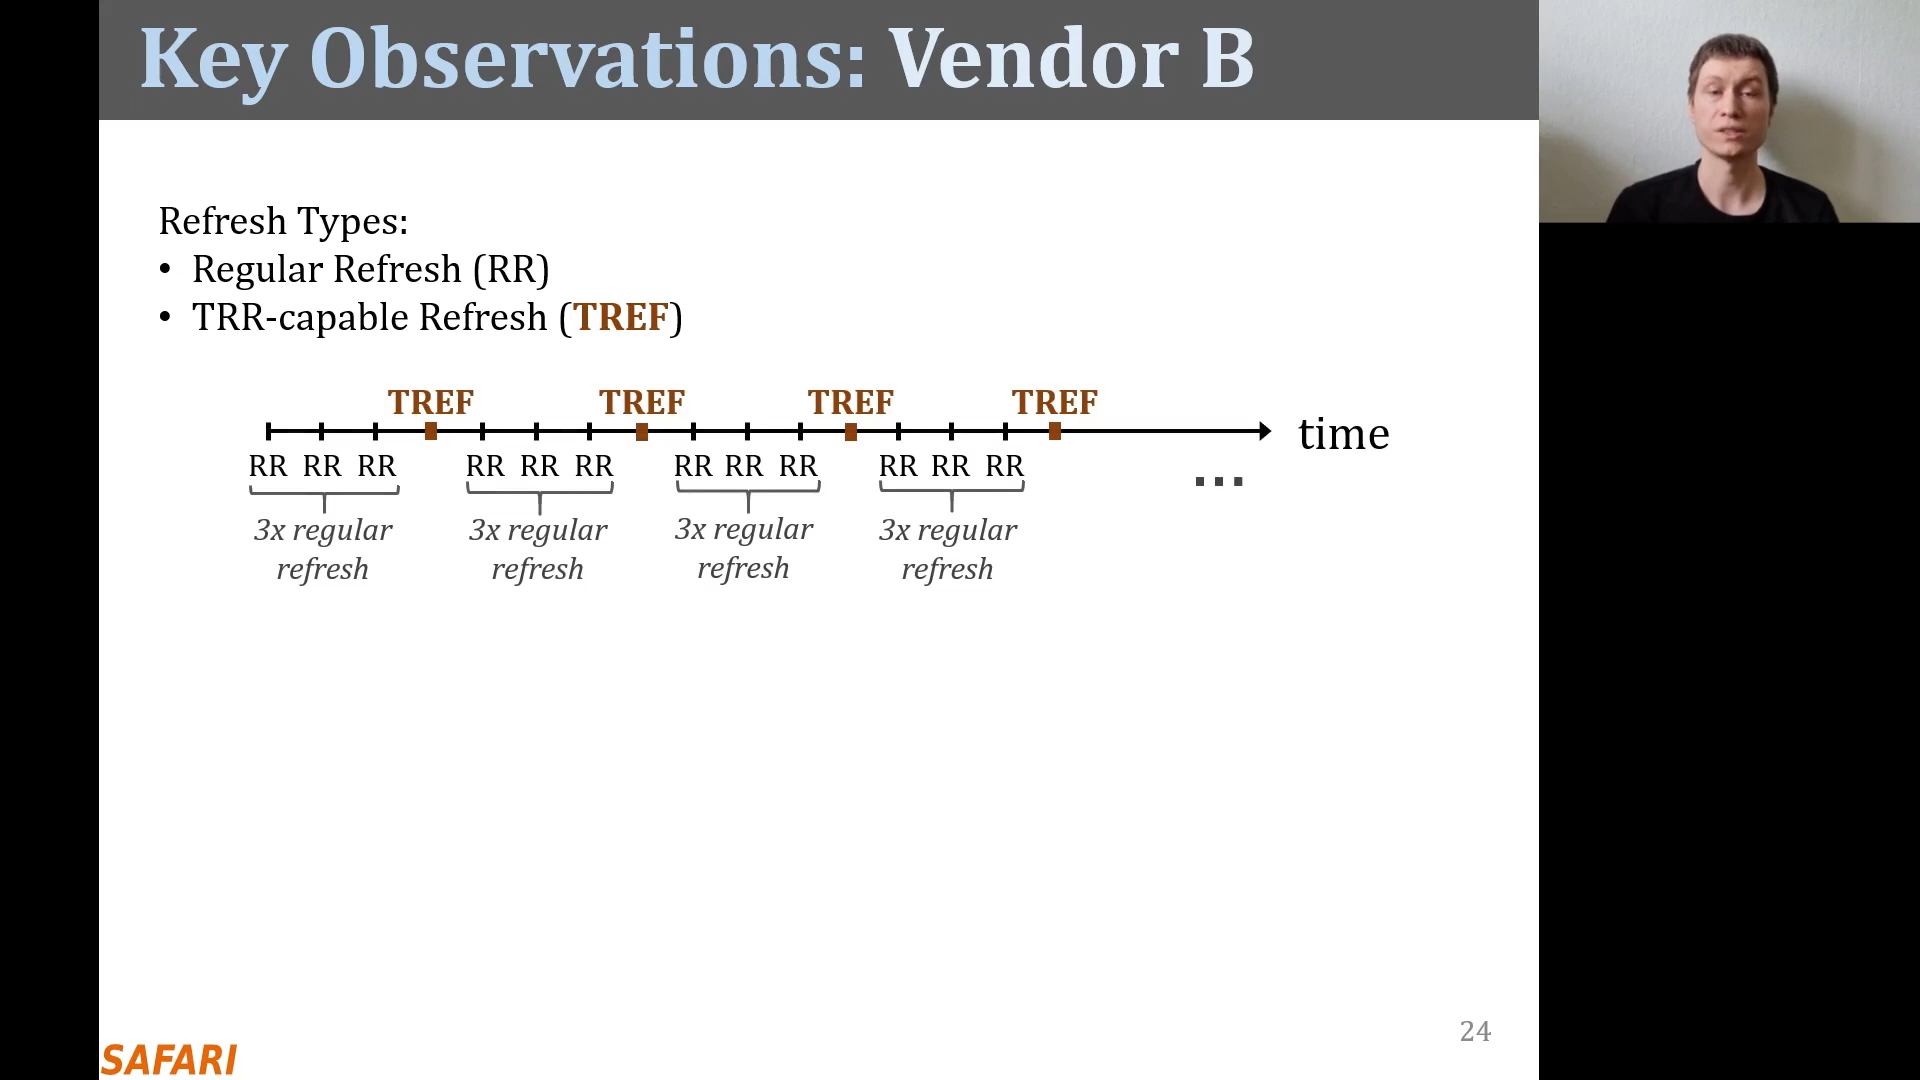 Key Observations: Vendor B
Refresh Types:
• Regular Refresh (RR)
• TRR-capable Refresh (TREF)
TREF TREF TREF TREF
time
RR RR RR RR RR RR RR RR RR RR RR RR
...
3x regular refresh
3x regular refresh
3x regular refresh
3x regular refresh
24
SAFARI